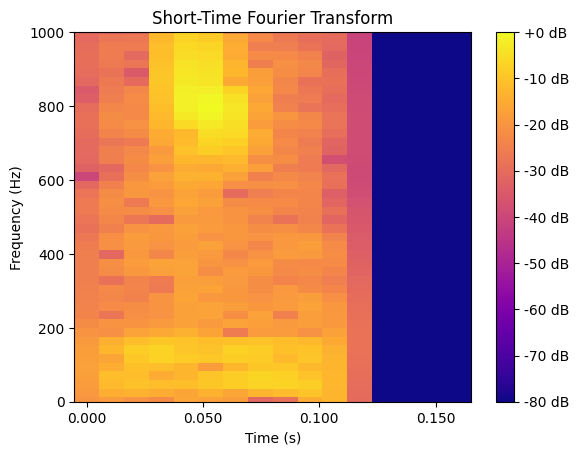 Short-Time Fourier Transform
1000
800
600
400
200
0
Frequency (Hz)
0.000
0.050
0.100
0.150
Time (s)
+0 dB
-10 dB
-20 dB
-30 dB
-40 dB
-50 dB
-60 dB
-70 dB
-80 dB